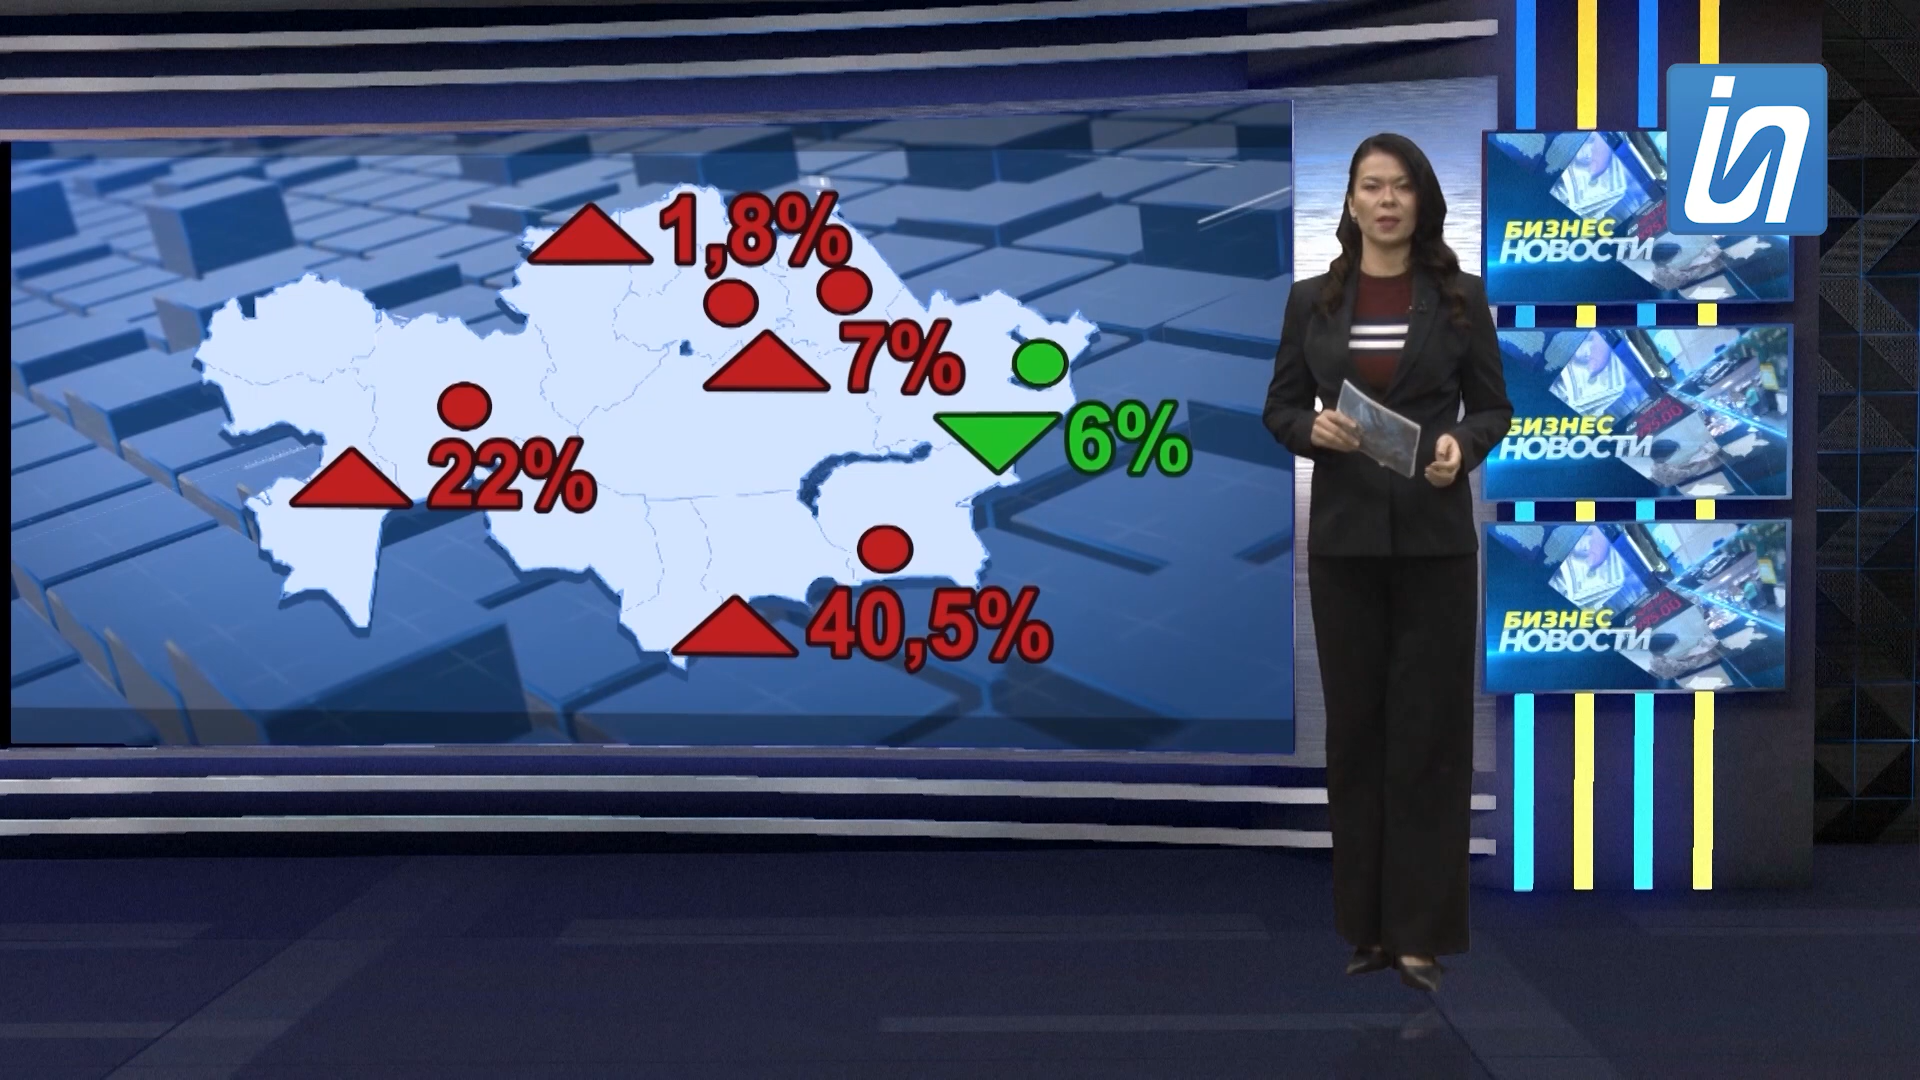 1,8%
7%
6%
22%
40,5%
БИЗНЕС
НОВОСТИ
БИЗНЕС
НОВОСТИ
БИЗНЕС
НОВОСТИ